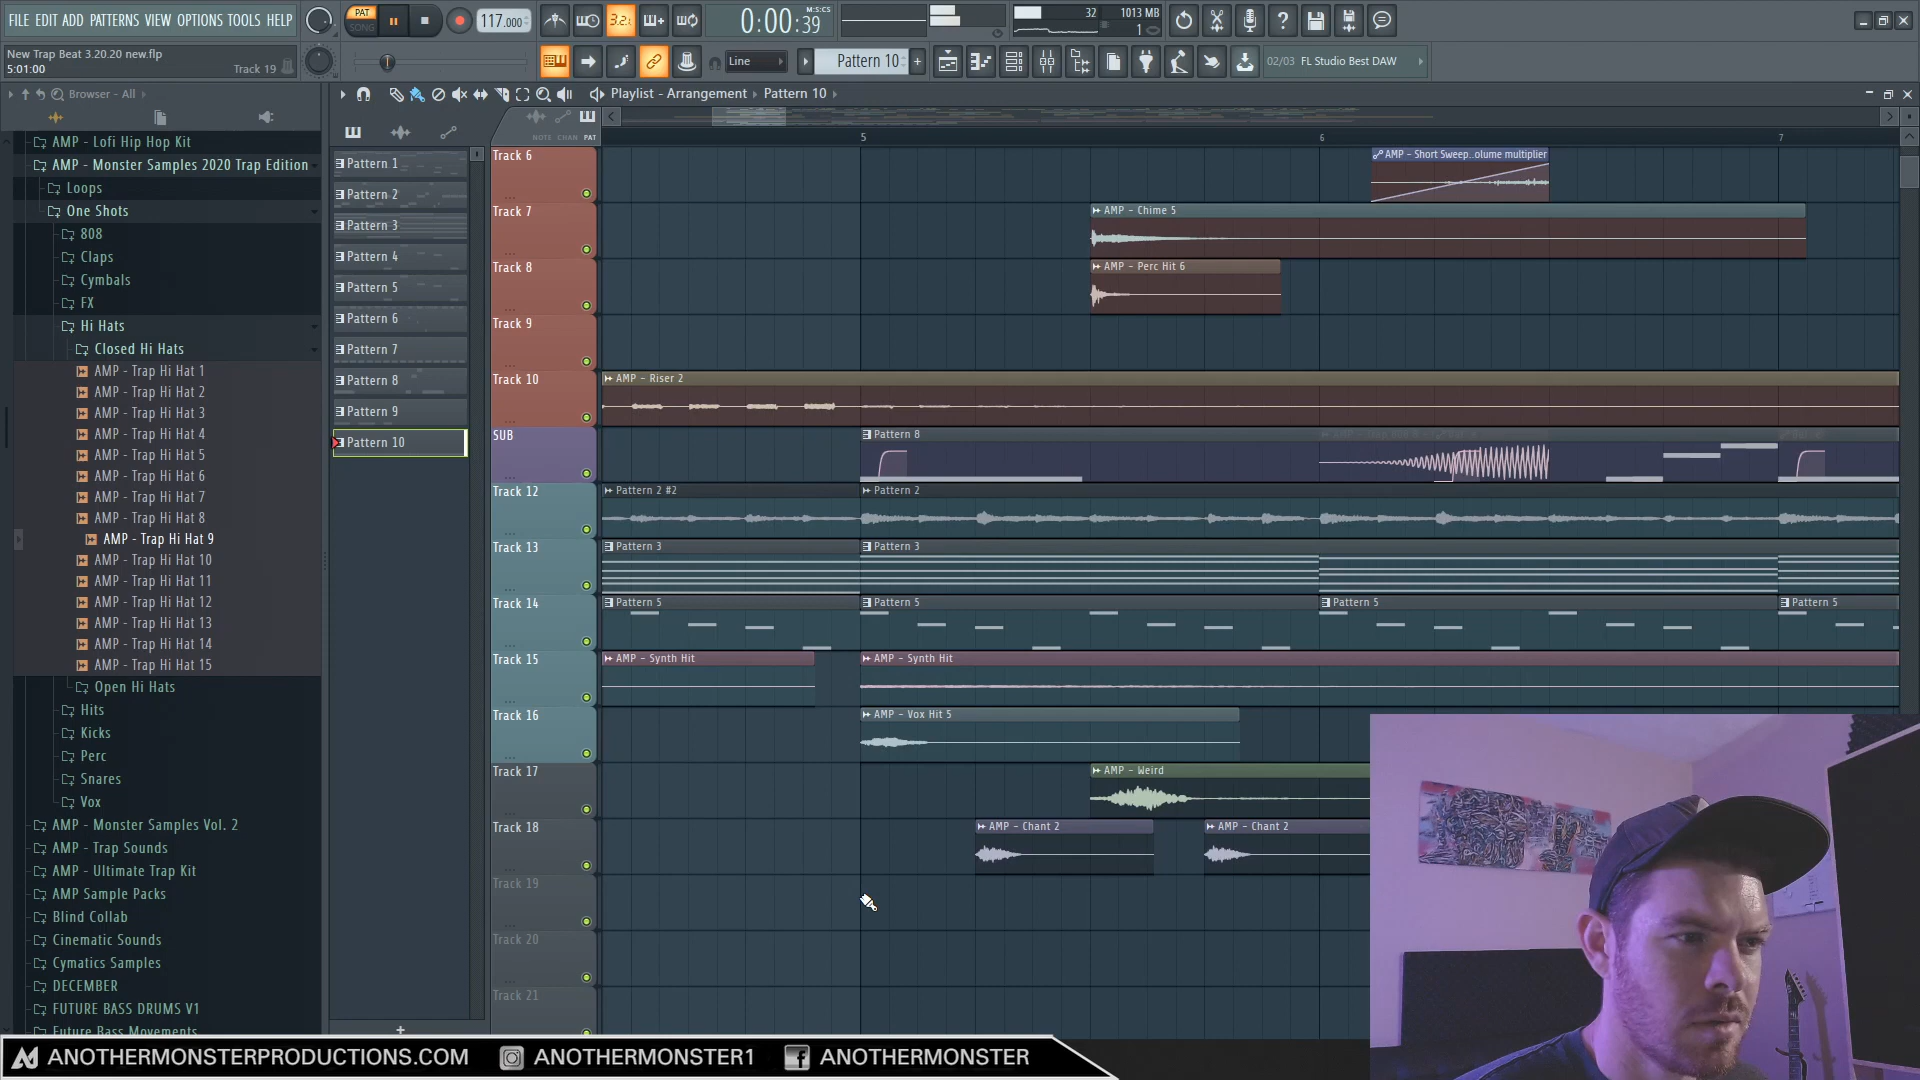 FILE EDIT ADD PATTERNS VIEW OPTIONS TOOLS HELP
PAT
SONG
117.000
3.2.
0:00:39
M:S:CS
32
1013 MB
1
New Trap Beat 3.20.20 new.flp
5:01:00
Track 19
Line
Pattern 10
02/03 FL Studio Best DAW
Browser - All
Playlist - Arrangement
Pattern 10
NOTE CHAN PAT
5
6
7
AMP - Lofi Hip Hop Kit
AMP - Monster Samples 2020 Trap Edition
Loops
One Shots
808
Claps
Cymbals
FX
Hi Hats
Closed Hi Hats
AMP - Trap Hi Hat 1
AMP - Trap Hi Hat 2
AMP - Trap Hi Hat 3
AMP - Trap Hi Hat 4
AMP - Trap Hi Hat 5
AMP - Trap Hi Hat 6
AMP - Trap Hi Hat 7
AMP - Trap Hi Hat 8
AMP - Trap Hi Hat 9
AMP - Trap Hi Hat 10
AMP - Trap Hi Hat 11
AMP - Trap Hi Hat 12
AMP - Trap Hi Hat 13
AMP - Trap Hi Hat 14
AMP - Trap Hi Hat 15
Open Hi Hats
Hits
Kicks
Perc
Snares
Vox
AMP - Monster Samples Vol. 2
AMP - Trap Sounds
AMP - Ultimate Trap Kit
AMP Sample Packs
Blind Collab
Cinematic Sounds
Cymatics Samples
DECEMBER
FUTURE BASS DRUMS V1
Future Bass Movements
Pattern 1
Pattern 2
Pattern 3
Pattern 4
Pattern 5
Pattern 6
Pattern 7
Pattern 8
Pattern 9
Pattern 10
Track 6
AMP - Short Sweep..olume multiplier
Track 7
AMP - Chime 5
Track 8
AMP - Perc Hit 6
Track 9
Track 10
AMP - Riser 2
SUB
Pattern 8
Track 12
Pattern 2 #2
Pattern 2
Track 13
Pattern 3
Pattern 3
Track 14
Pattern 5
Pattern 5
Pattern 5
Pattern 5
Track 15
AMP - Synth Hit
AMP - Synth Hit
Track 16
AMP - Vox Hit 5
Track 17
AMP - Weird
Track 18
AMP - Chant 2
AMP - Chant 2
Track 19
Track 20
Track 21
ANOTHERMONSTERPRODUCTIONS.COM
ANOTHERMONSTER1
ANOTHERMONSTER